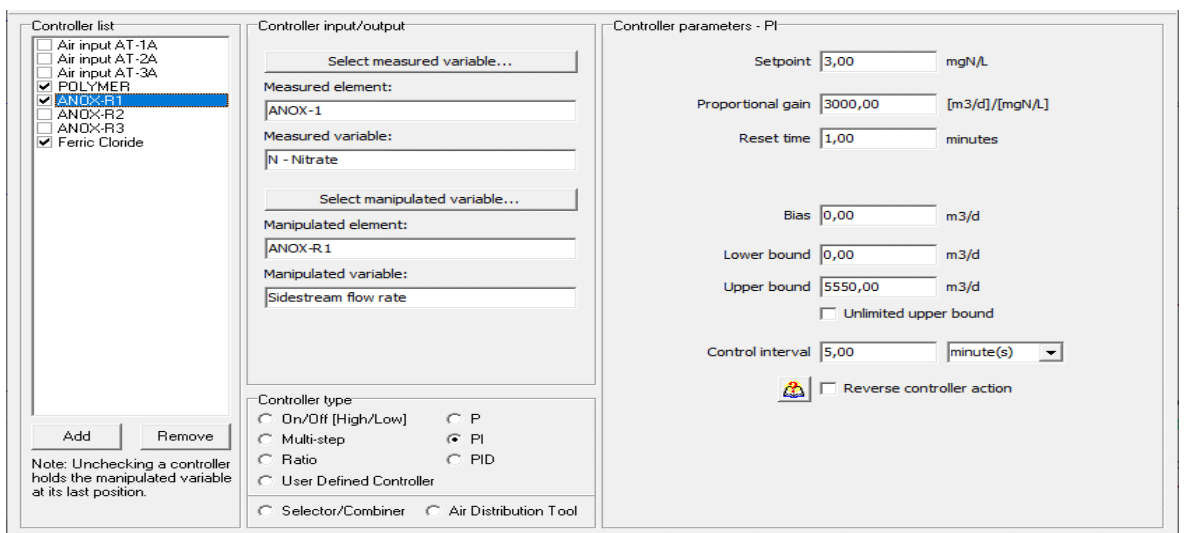 Controller list
Air input AT-1A
Air input AT-2A
Air input AT-3A
POLYMER
ANOX-R1
ANOX-R2
ANOX-R3
Ferric Cloride
Add
Remove
Note: Unchecking a controller
holds the manipulated variable
at its last position.
Controller input/output
Select measured variable...
Measured element:
ANOX-1
Measured variable:
N - Nitrate
Select manipulated variable...
Manipulated element:
ANOX-R1
Manipulated variable:
Sidestream flow rate
Controller type
On/Off [High/Low]
P
Multi-step
PI
Ratio
PID
User Defined Controller
Selector/Combiner
Air Distribution Tool
Controller parameters - PI
Setpoint 3,00 mgN/L
Proportional gain 3000,00 [m3/d]/[mgN/L]
Reset time 1,00 minutes
Bias 0,00 m3/d
Lower bound 0,00 m3/d
Upper bound 5550,00 m3/d
Unlimited upper bound
Control interval 5,00 minute(s)
Reverse controller action